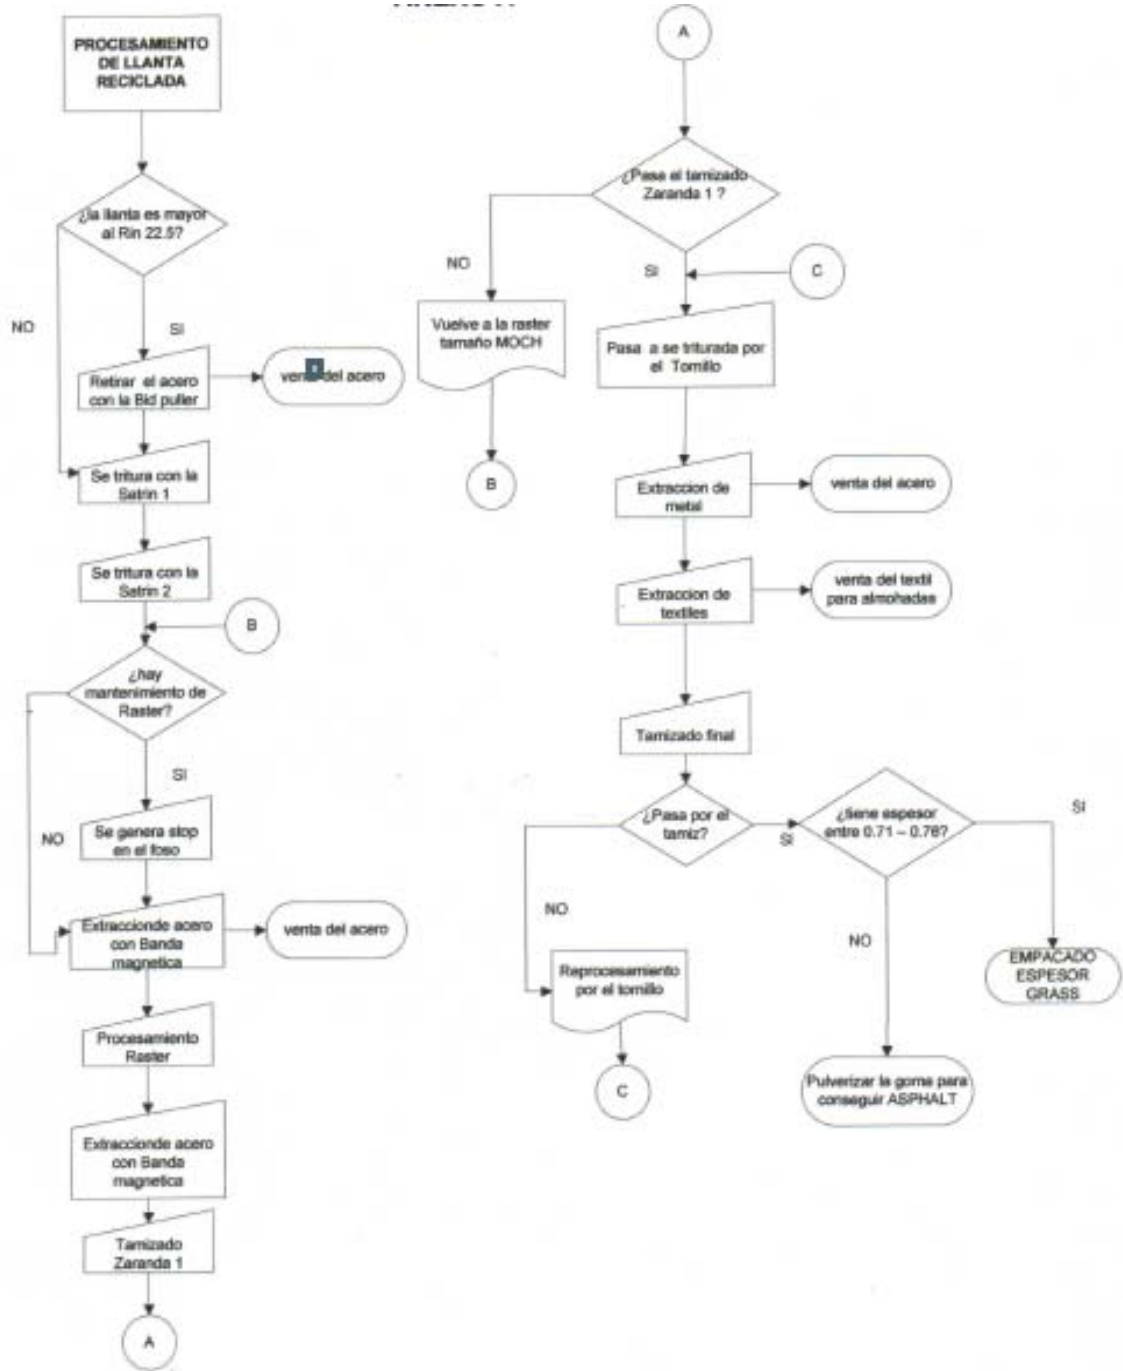 PROCESAMIENTO
DE LLANTA
RECICLADA
¿la llanta es mayor
al Rin 22.5?
NO
SI
Retirar el acero
con la Bid puller
del acero
Se tritura con la
Satrin 1
Se tritura con la
Satrin 2
B
¿hay
mantenimiento de
Raster?
SI
NO
Se genera stop
en el foso
Extraccionde acero
con Banda
magnetica
venta del acero
Procesamiento
Raster
Extraccionde acero
con Banda
magnetica
Tamizado
Zaranda 1
A
A
¿Pasa el tamizado
Zaranda 1 ?
NO
SI
C
Vuelve a la raster
tamaño MOCH
B
Pasa a se triturada por
el Tornillo
Extraccion de
metal
venta del acero
Extraccion de
textiles
venta del textil
para almohadas
Tamizado final
¿Pasa por el
tamiz?
SI
¿tiene espesor
entre 0.71 – 0.76?
SI
NO
NO
Reprocesamiento
por el tornillo
C
EMPACADO
ESPESOR
GRASS
Pulverizar la goma para
conseguir ASPHALT